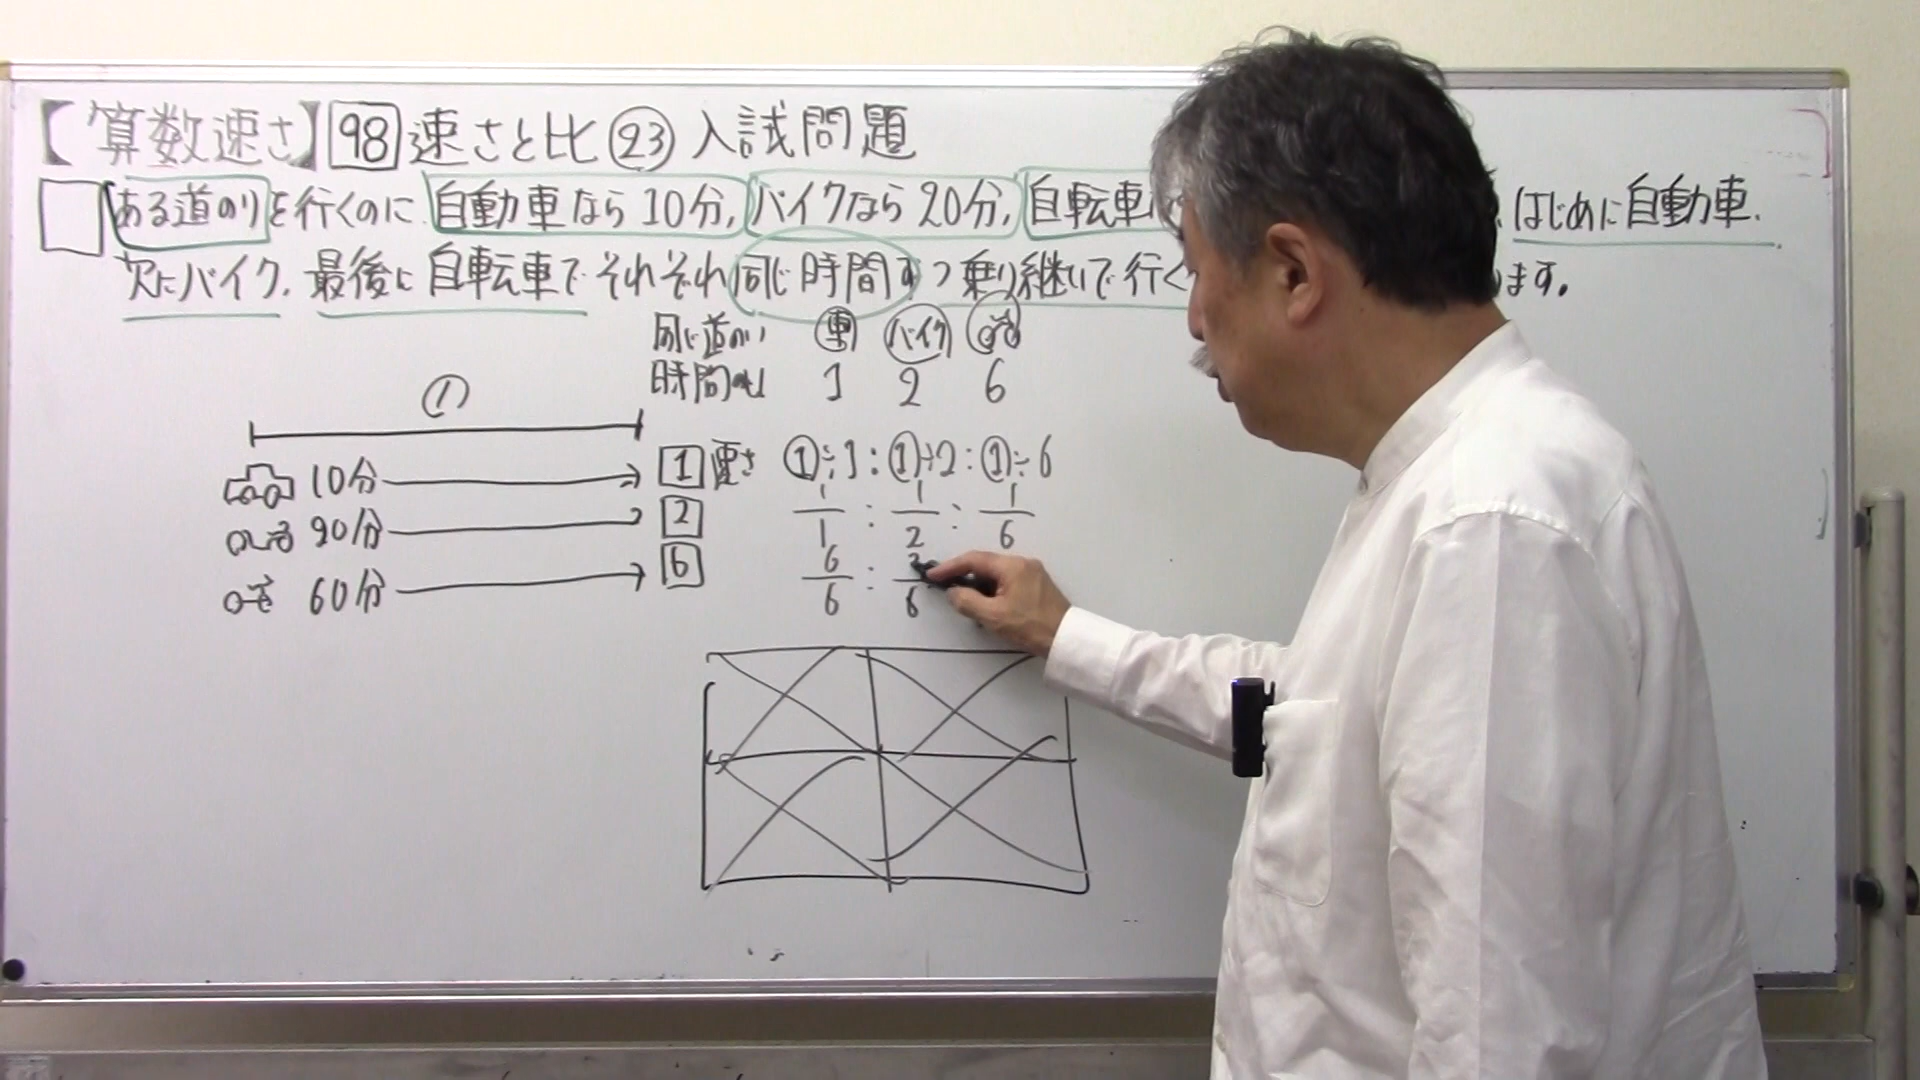 【算数速さ】98 速さと比㉓入試問題
ある道のりを行くのに自動車なら10分,バイクなら20分,自転車 はじめに自動車、
次にバイク、最後に自転車でそれぞれ同じ時間ずつ乗り継いで行く ます。
同じ道のり 車 バイク
時間の比 1 2 6
①
10分 1 速さ ①÷1:①÷2:①÷6
20分 2 1/1 : 1/2 : 1/6
60分 6 6/6 : 3/6